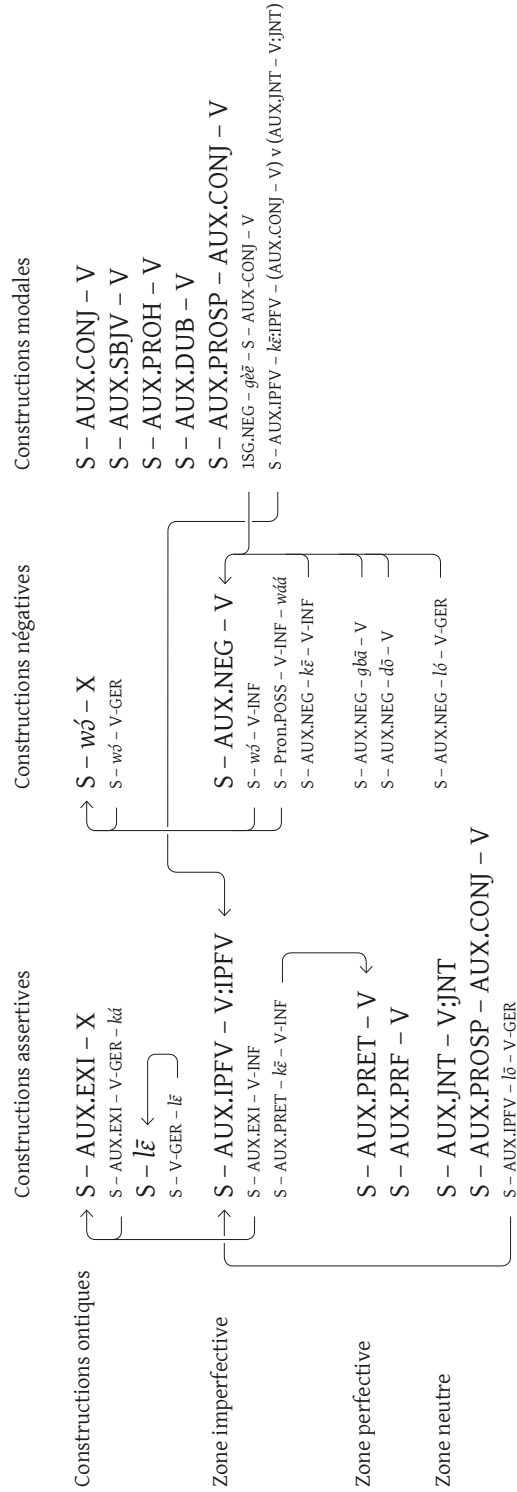 Constructions assertives
Constructions négatives
Constructions modales
Constructions ontiques
S – AUX.EXI – X
S – AUX.EXI – V-GER – ká
S – lɛ̄
S – V-GER – lɛ̄
S – wɔ́ – X
S – wɔ́ – V-GER
S – AUX.CONJ – V
S – AUX.SBJV – V
S – AUX.PROH – V
S – AUX.DUB – V
S – AUX.PROSP – AUX.CONJ – V
1SG.NEG – gèē – S – AUX-CONJ – V
S – AUX.IPFV – kɛ̄:IPFV – (AUX.CONJ – V) v (AUX.JNT – V:JNT)
Zone imperfective
S – AUX.IPFV – V:IPFV
S – AUX.EXI – V-INF
S – AUX.PRET – kɛ̄ – V-INF
S – AUX.NEG – V
S – wɔ́ – V-INF
S – Pron.POSS – V-INF – wáá
S – AUX.NEG – kɛ̄ – V-INF
Zone perfective
S – AUX.PRET – V
S – AUX.PRF – V
S – AUX.NEG – gbā – V
S – AUX.NEG – dō – V
Zone neutre
S – AUX.JNT – V:JNT
S – AUX.PROSP – AUX.CONJ – V
S – AUX.IPFV – lō – V-GER
S – AUX.NEG – ló – V-GER